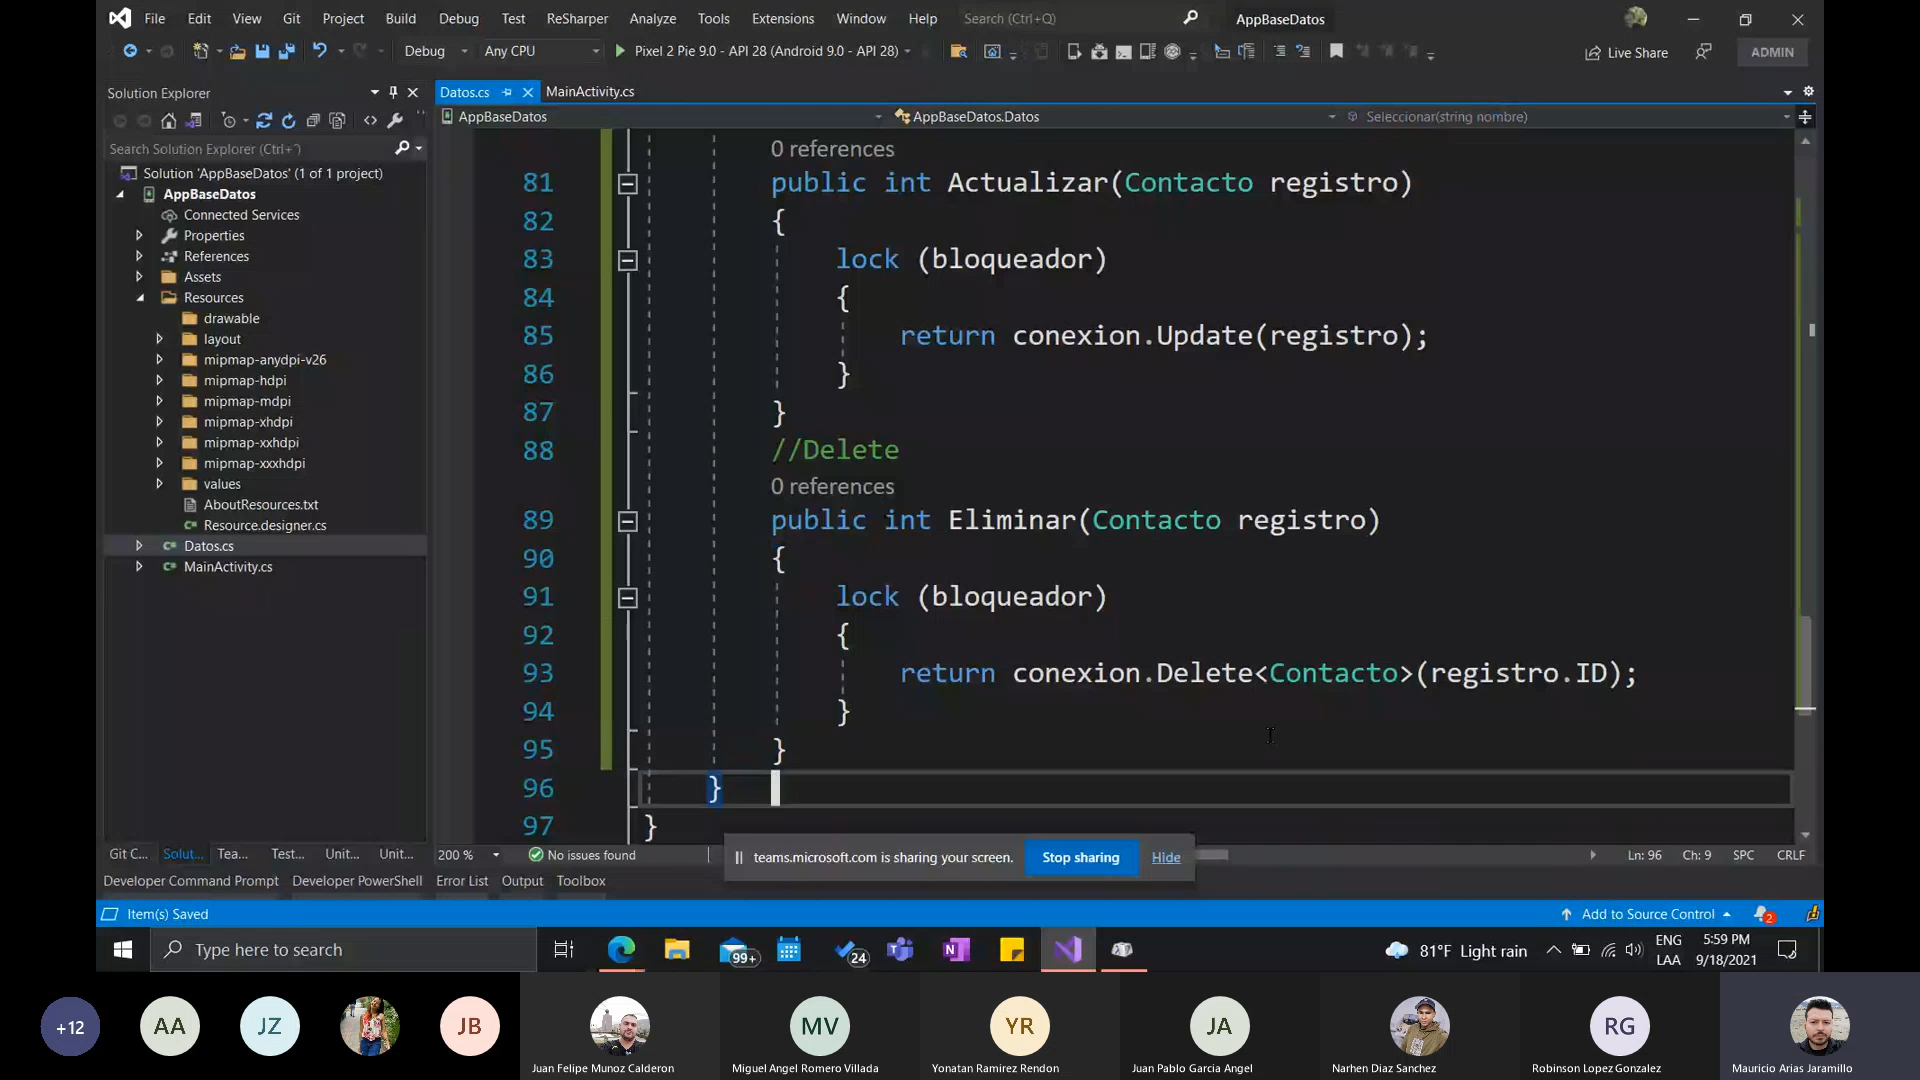 File Edit View Git Project Build Debug Test ReSharper Analyze Tools Extensions Window Help Search (Ctrl+Q) AppBaseDatos
Debug Any CPU Pixel 2 Pie 9.0 - API 28 (Android 9.0 - API 28) Live Share ADMIN
Solution Explorer
Datos.cs MainActivity.cs
AppBaseDatos AppBaseDatos.Datos Seleccionar(string nombre)
Search Solution Explorer (Ctrl+
Solution 'AppBaseDatos' (1 of 1 project)
AppBaseDatos
Connected Services
Properties
References
Assets
Resources
drawable
layout
mipmap-anydpi-v26
mipmap-hdpi
mipmap-mdpi
mipmap-xhdpi
mipmap-xxhdpi
mipmap-xxxhdpi
values
AboutResources.txt
Resource.designer.cs
Datos.cs
MainActivity.cs
0 references
81 public int Actualizar(Contacto registro)
82 {
83 lock (bloqueador)
84 {
85 return conexion.Update(registro);
86 }
87 }
88 //Delete
0 references
89 public int Eliminar(Contacto registro)
90 {
91 lock (bloqueador)
92 {
93 return conexion.Delete<Contacto>(registro.ID);
94 }
95 }
96 }
97 }
Git C... Solut... Tea... Test... Unit... Unit...
200 % No issues found Ln: 96 Ch: 9 SPC CRLF
teams.microsoft.com is sharing your screen. Stop sharing Hide
Developer Command Prompt Developer PowerShell Error List Output Toolbox
Item(s) Saved Add to Source Control 2
Type here to search 99+ 24 81°F Light rain ENG LAA 5:59 PM 9/18/2021
+12 AA JZ JB MV YR JA RG
Juan Felipe Munoz Calderon Miguel Angel Romero Villada Yonatan Ramirez Rendon Juan Pablo Garcia Angel Narhen Diaz Sanchez Robinson Lopez Gonzalez Mauricio Arias Jaramillo